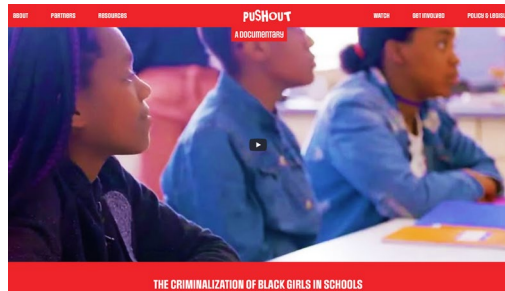 ABOUT PARTNERS RESOURCES PUSHOUT WATCH GET INVOLVED POLICY & LEGISL
A DOCUMENTARY
THE CRIMINALIZATION OF BLACK GIRLS IN SCHOOLS